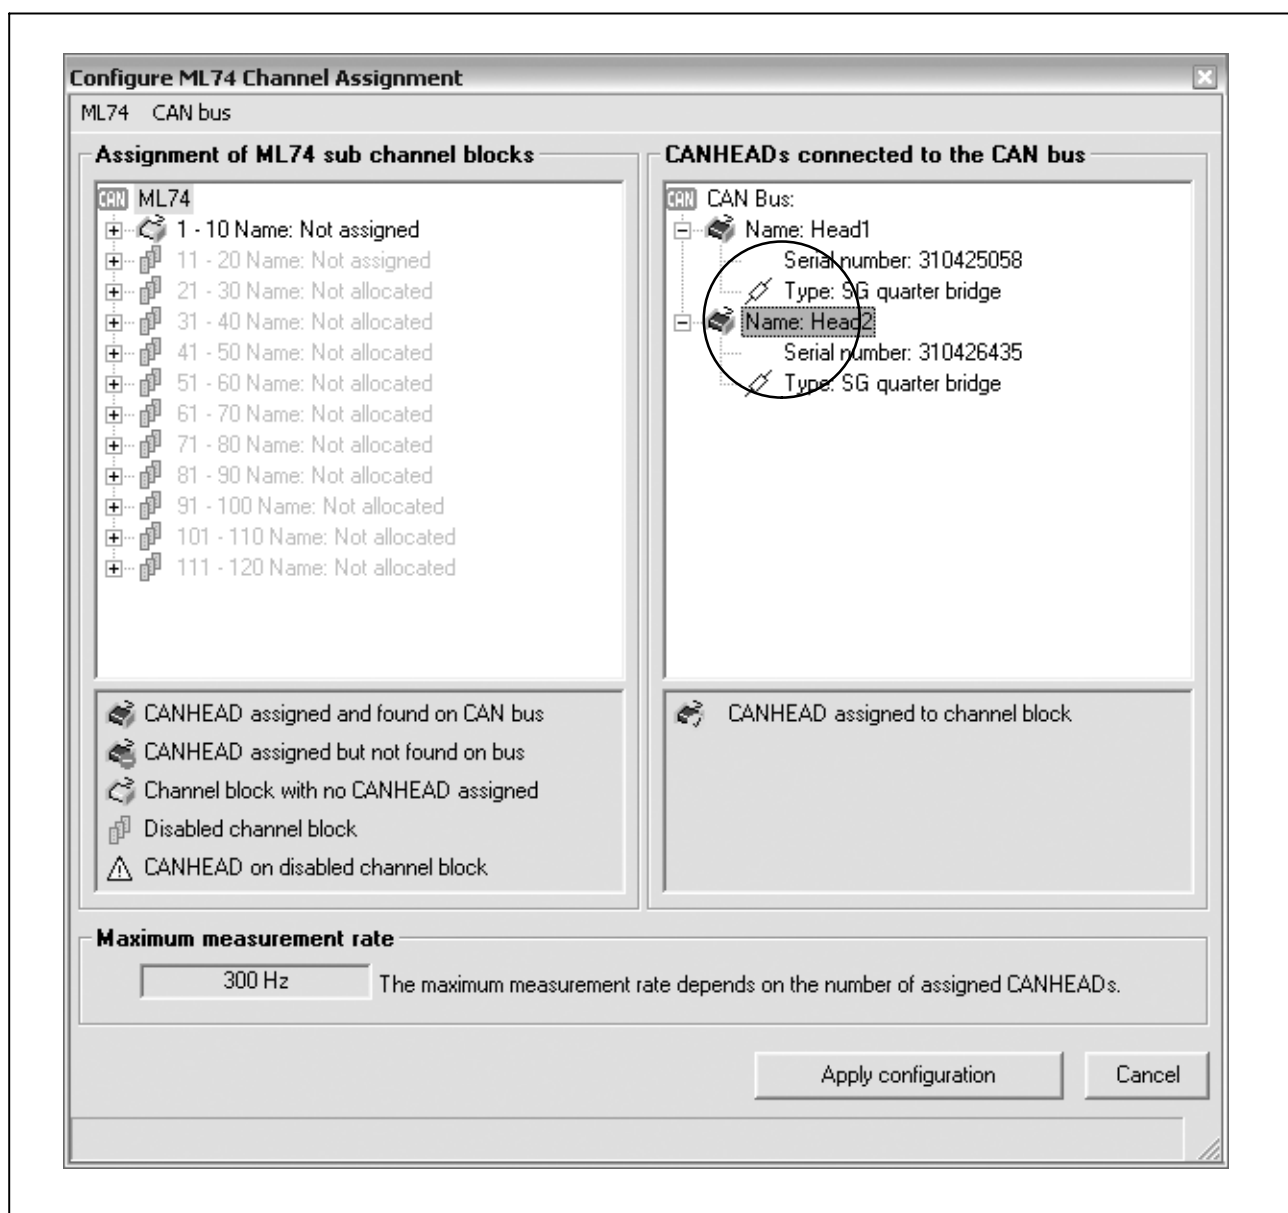 Configure ML74 Channel Assignment
ML74 CAN bus
Assignment of ML74 sub channel blocks
CAN ML74
1 - 10 Name: Not assigned
11 - 20 Name: Not assigned
21 - 30 Name: Not allocated
31 - 40 Name: Not allocated
41 - 50 Name: Not allocated
51 - 60 Name: Not allocated
61 - 70 Name: Not allocated
71 - 80 Name: Not allocated
81 - 90 Name: Not allocated
91 - 100 Name: Not allocated
101 - 110 Name: Not allocated
111 - 120 Name: Not allocated
CANHEAD assigned and found on CAN bus
CANHEAD assigned but not found on bus
Channel block with no CANHEAD assigned
Disabled channel block
CANHEAD on disabled channel block
CANHEADs connected to the CAN bus
CAN CAN Bus:
Name: Head1
Serial number: 310425058
Type: SG quarter bridge
Name: Head2
Serial number: 310426435
Type: SG quarter bridge
CANHEAD assigned to channel block
Maximum measurement rate
300 Hz The maximum measurement rate depends on the number of assigned CANHEADs.
Apply configuration Cancel